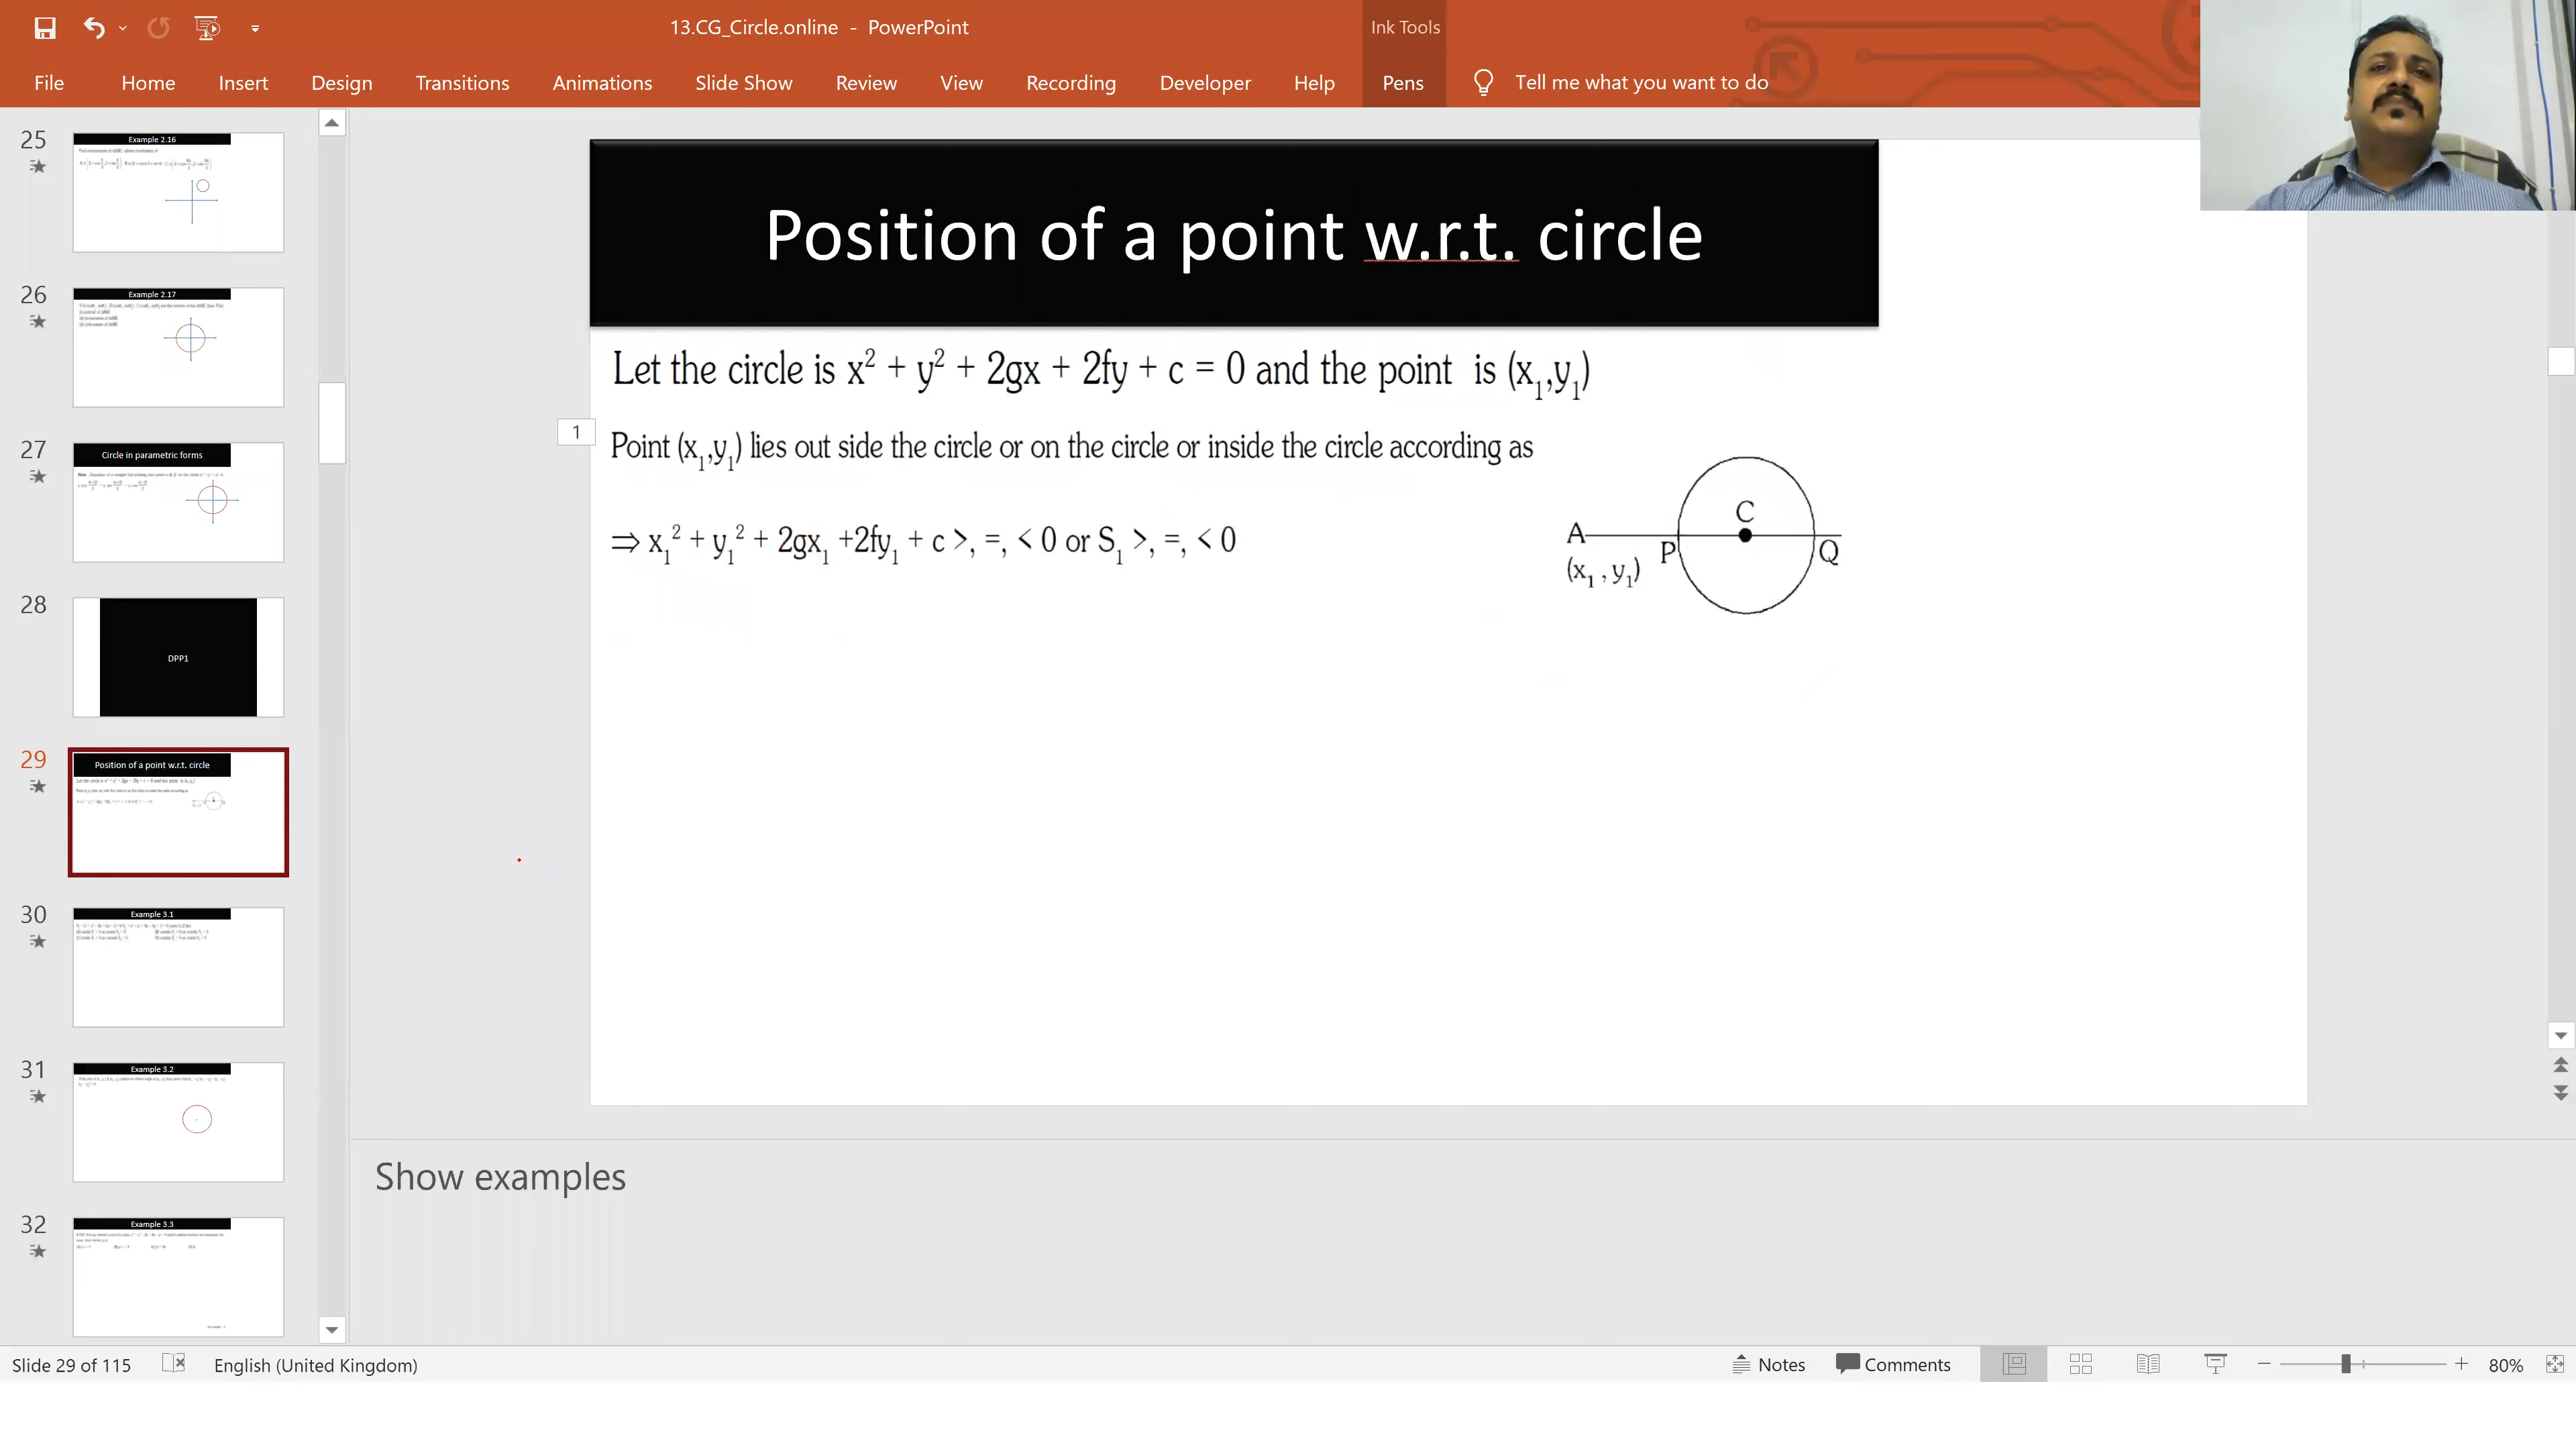 13.CG_Circle.online - PowerPoint
Ink Tools
File Home Insert Design Transitions Animations Slide Show Review View Recording Developer Help Pens Tell me what you want to do
25
Example 2.16
26
Example 2.17
27
Circle in parametric forms
28
DPP1
29
Position of a point w.r.t. circle
30
Example 3.1
31
Example 3.2
32
Example 3.3
Position of a point w.r.t. circle
Let the circle is x² + y² + 2gx + 2fy + c = 0 and the point is (x₁,y₁)
1
Point (x₁,y₁) lies out side the circle or on the circle or inside the circle according as
⇒ x₁² + y₁² + 2gx₁ +2fy₁ + c >, =, < 0 or S₁ >, =, < 0
C
A
P
Q
(x₁, y₁)
Show examples
Slide 29 of 115 English (United Kingdom) Notes Comments 80%